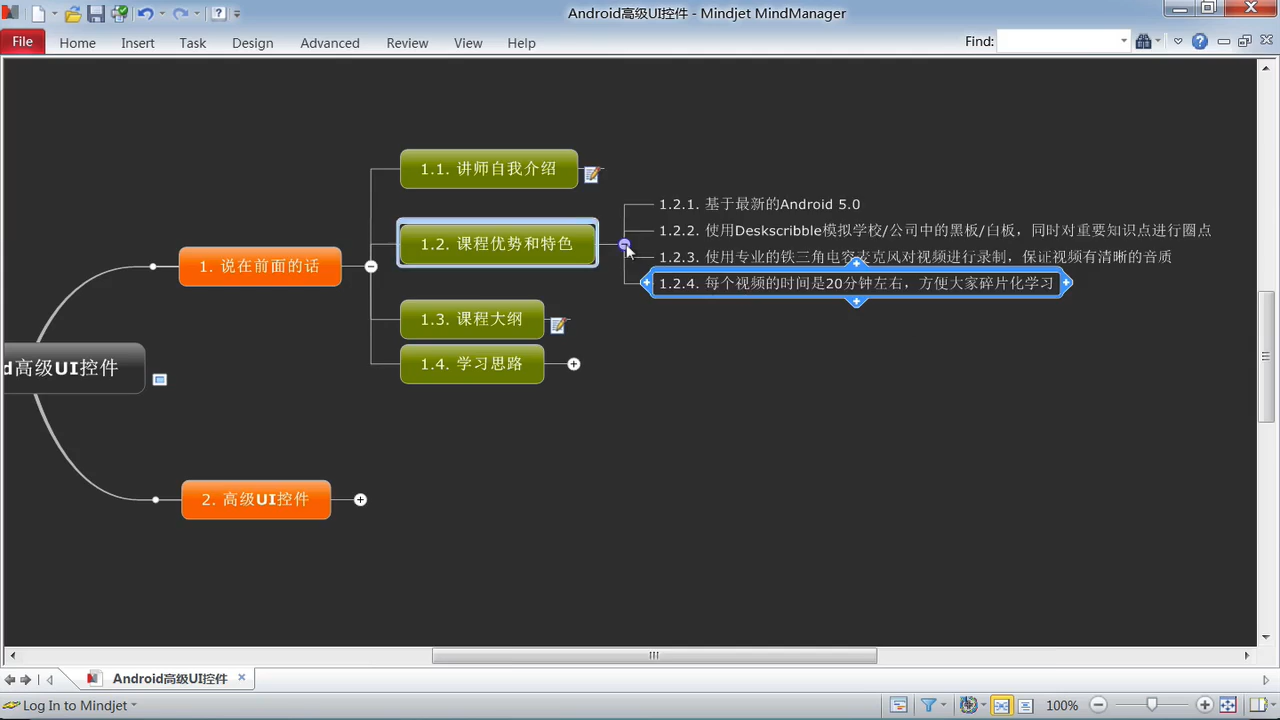 Android高级UI控件 - Mindjet MindManager
File Home Insert Task Design Advanced Review View Help Find:
1.1. 讲师自我介绍
1.2.1. 基于最新的Android 5.0
1.2.2. 使用Deskscribble模拟学校/公司中的黑板/白板，同时对重要知识点进行圈点
1.2. 课程优势和特色
1.2.3. 使用专业的铁三角电容麦克风对视频进行录制，保证视频有清晰的音质
1. 说在前面的话
1.2.4. 每个视频的时间是20分钟左右，方便大家碎片化学习
1.3. 课程大纲
1.4. 学习思路
d高级UI控件
2. 高级UI控件
Android高级UI控件
Log In to Mindjet 100%